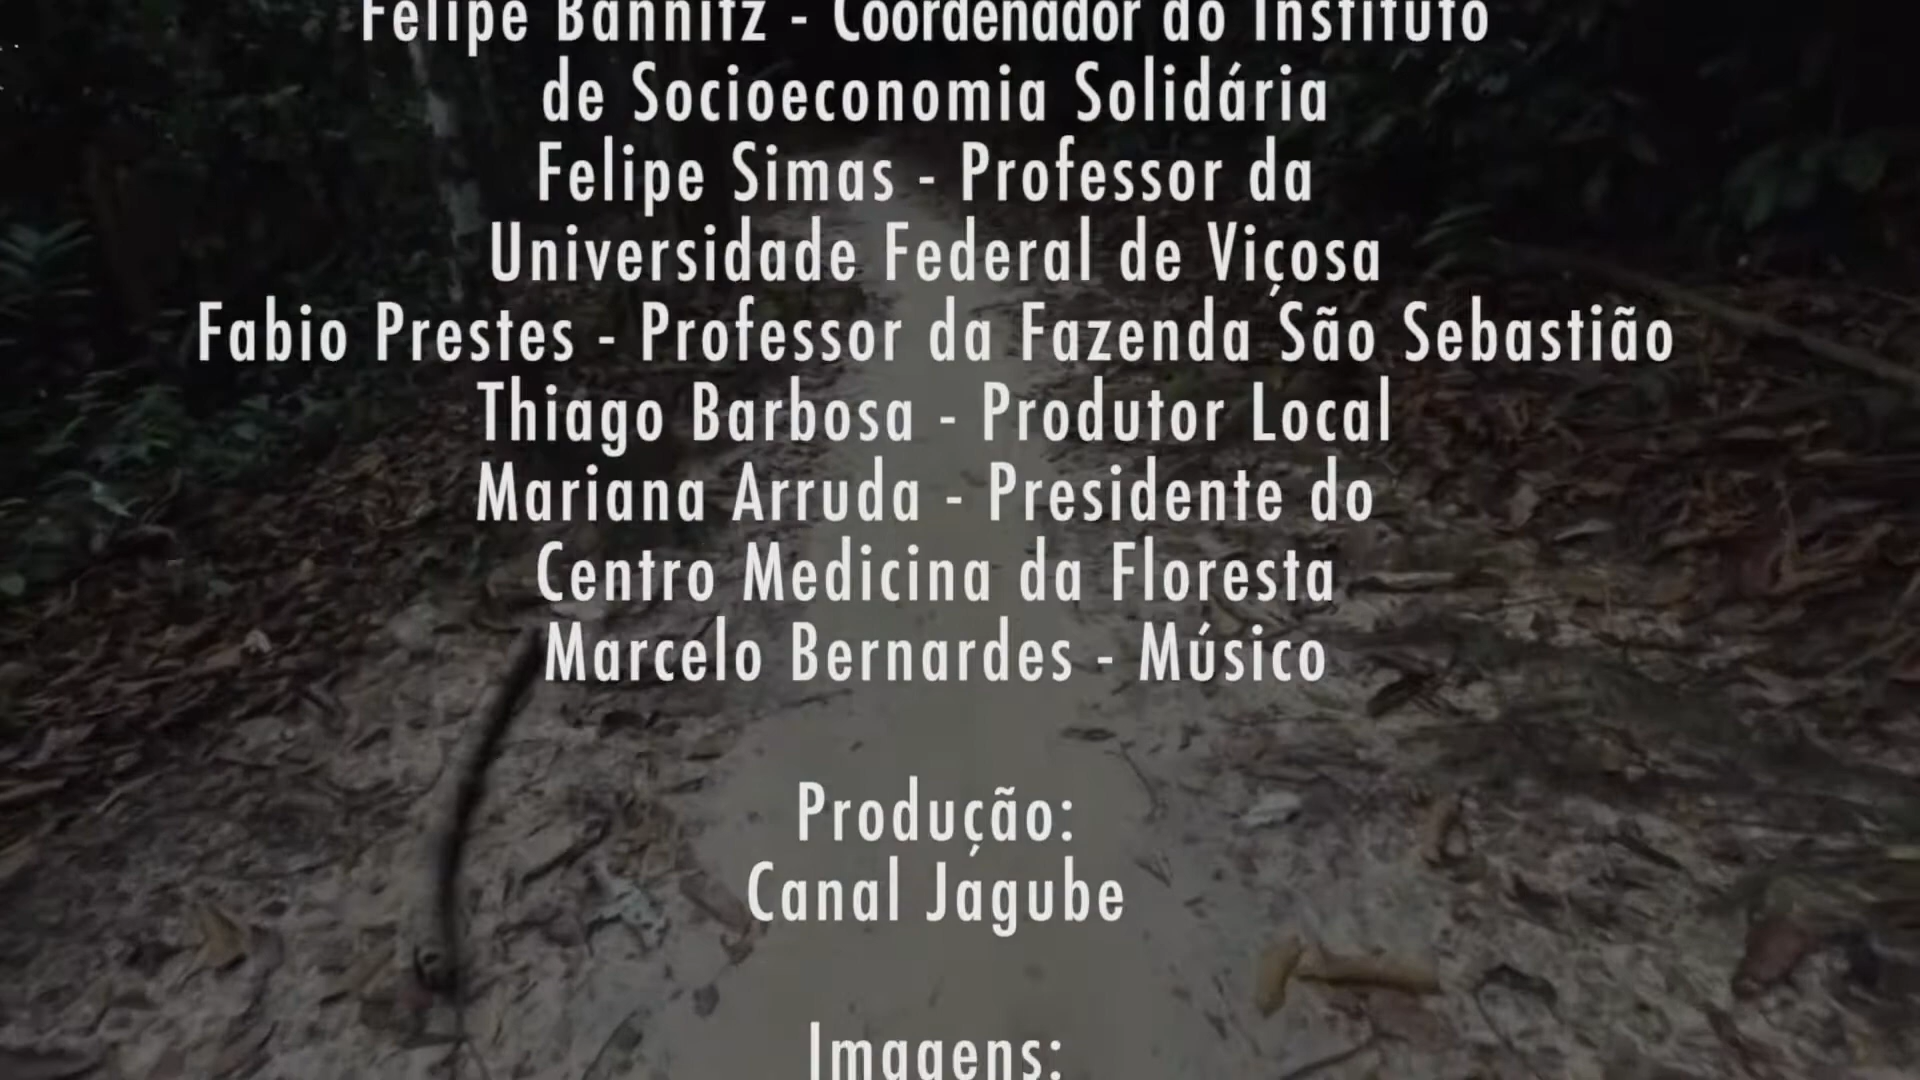 Felipe Bannitz - Coordenador do Instituto
de Socioeconomia Solidária
Felipe Simas - Professor da
Universidade Federal de Viçosa
Fabio Prestes - Professor da Fazenda São Sebastião
Thiago Barbosa - Produtor Local
Mariana Arruda - Presidente do
Centro Medicina da Floresta
Marcelo Bernardes - Músico
Produção:
Canal Jagube
Imagens: